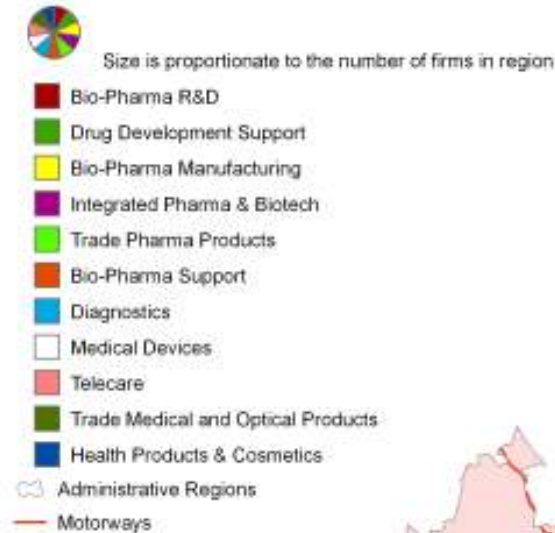 Size is proportionate to the number of firms in region
Bio-Pharma R&D
Drug Development Support
Bio-Pharma Manufacturing
Integrated Pharma & Biotech
Trade Pharma Products
Bio-Pharma Support
Diagnostics
Medical Devices
Telecare
Trade Medical and Optical Products
Health Products & Cosmetics
Administrative Regions
Motorways